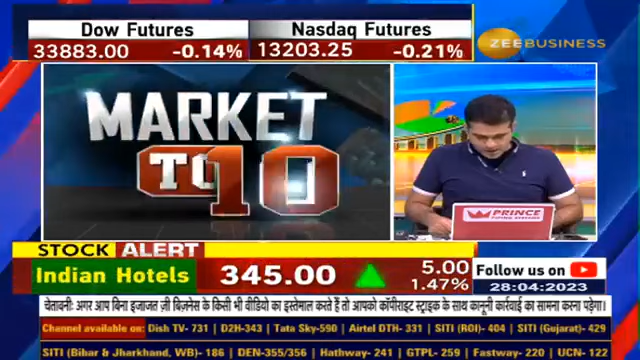 Dow Futures
33883.00 -0.14%
Nasdaq Futures
13203.25 -0.21%
ZEEBUSINESS
MARKET
TO 10
PRINCE
STOCK ALERT
Indian Hotels 345.00 5.00 1.47%
Follow us on
28:04:2023
चेतावनी: अगर आप बिना इजाजत ज़ी बिज़नेस के किसी भी वीडियो का इस्तेमाल करते हैं तो आपको कॉपीराइट स्ट्राइक के साथ कानूनी कार्रवाई का सामना करना पड़ेगा।
Channel available on: Dish TV- 731 | D2H-343 | Tata Sky-590 | Airtel DTH- 331 | SITI (ROI) - 404 | SITI (Gujarat)- 429
SITI (Bihar & Jharkhand, WB)- 186 | DEN-355/356 | Hathway- 241 | GTPL- 259 | Fastway- 220 | UCN- 122